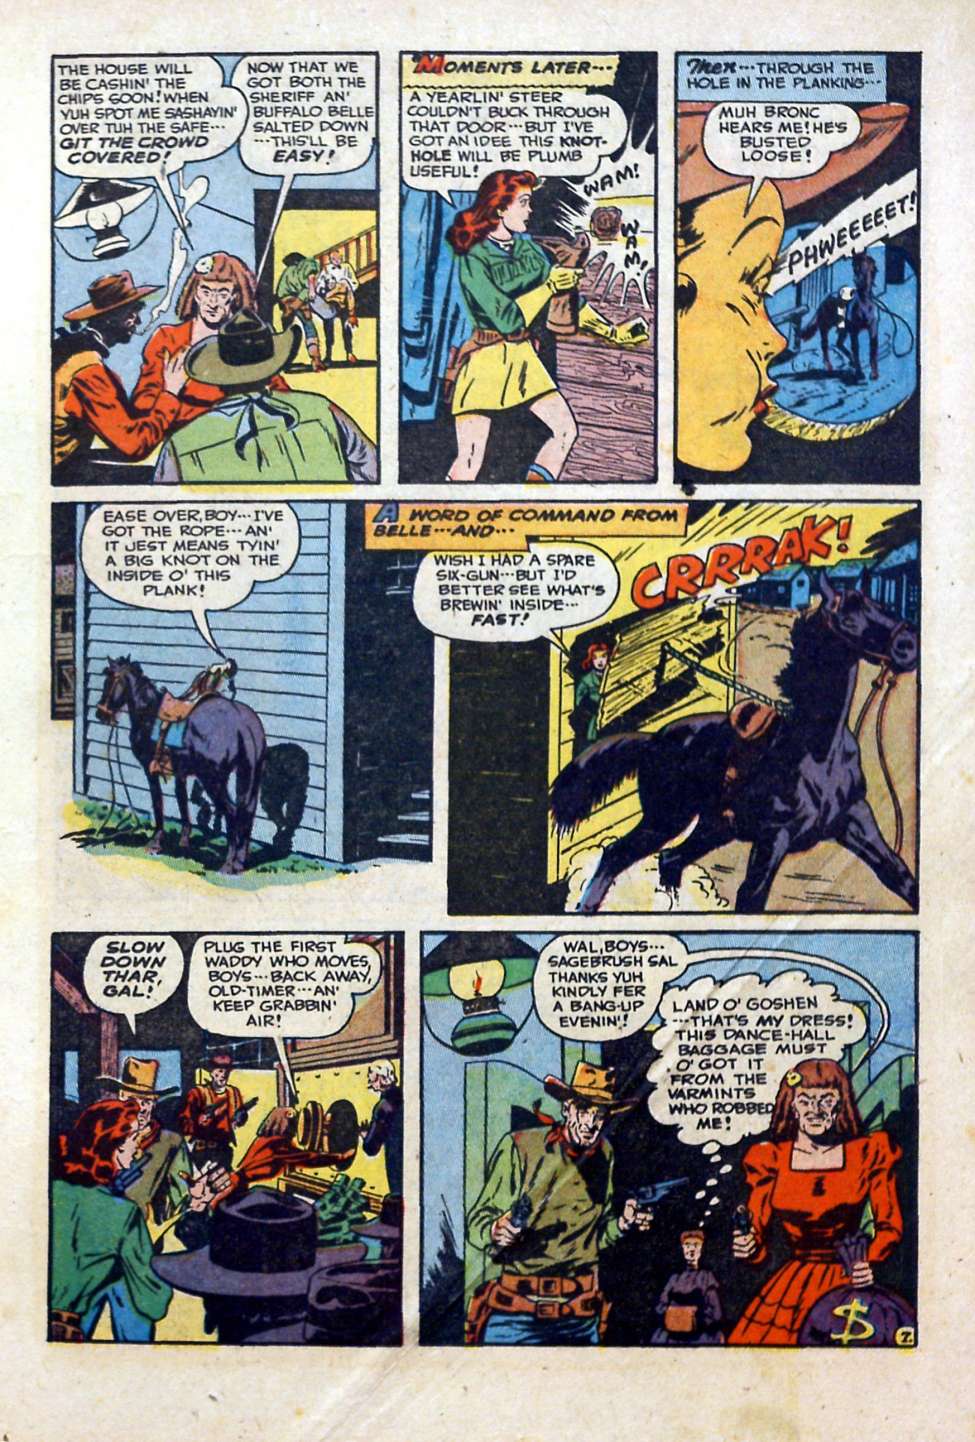 THE HOUSE WILL
BE CASHIN' THE
CHIPS SOON! WHEN
YUH SPOT ME SASHAYIN'
OVER TUH THE SAFE---
GIT THE CROWD
COVERED!
NOW THAT WE
GOT BOTH THE
SHERIFF AN'
BUFFALO BELLE
SALTED DOWN
---THIS'LL BE
EASY!
MOMENTS LATER---
A YEARLIN' STEER
COULDN'T BUCK THROUGH
THAT DOOR---BUT I'VE
GOT AN IDEE THIS KNOT-
HOLE WILL BE PLUMB
USEFUL!
WAM!
WAM!
Then---THROUGH THE
HOLE IN THE PLANKING---
MUH BRONC
HEARS ME! HE'S
BUSTED
LOOSE!
PHWEEEEET!
EASE OVER, BOY---I'VE
GOT THE ROPE---AN'
IT JEST MEANS TYIN'
A BIG KNOT ON THE
INSIDE O' THIS
PLANK!
A WORD OF COMMAND FROM
BELLE---AND---
WISH I HAD A SPARE
SIX-GUN---BUT I'D
BETTER SEE WHAT'S
BREWIN' INSIDE---
FAST!
CRRRAK!
SLOW
DOWN
THAR,
GAL!
PLUG THE FIRST
WADDY WHO MOVES,
BOYS---BACK AWAY,
OLD-TIMER---AN'
KEEP GRABBIN'
AIR!
WAL, BOYS---
SAGEBRUSH SAL
THANKS YUH
KINDLY FER
A BANG-UP
EVENIN'!
LAND O' GOSHEN
---THAT'S MY DRESS!
THIS DANCE-HALL
BAGGAGE MUST
O' GOT IT
FROM THE
VARMINTS
WHO ROBBED
ME!
$
7.